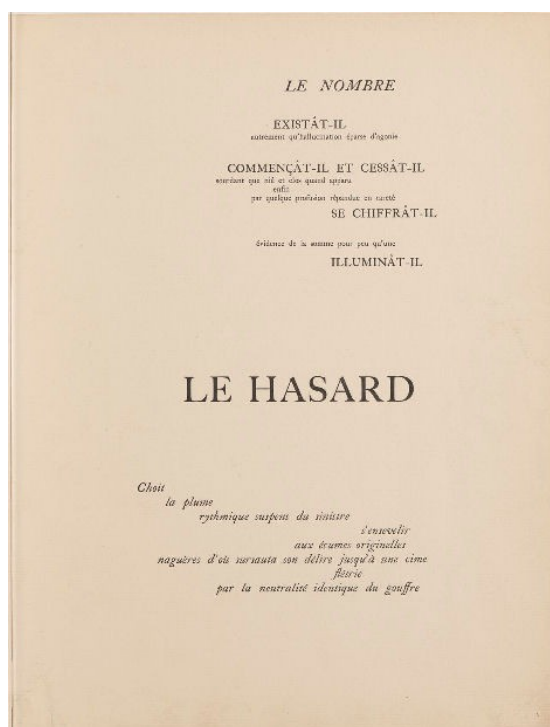 LE NOMBRE
EXISTÂT-IL
autrement qu'hallucination éparse d'agonie
COMMENÇÂT-IL ET CESSÂT-IL
sourdant que nié et clos quand apparu
enfin
par quelque profusion répandue en rareté
SE CHIFFRÂT-IL
évidence de la somme pour peu qu'une
ILLUMINÂT-IL
LE HASARD
Choit
la plume
rythmique suspens du sinistre
s'ensevelir
aux écumes originelles
naguères d'où sursauta son délire jusqu'à une cime
flétrie
par la neutralité identique du gouffre